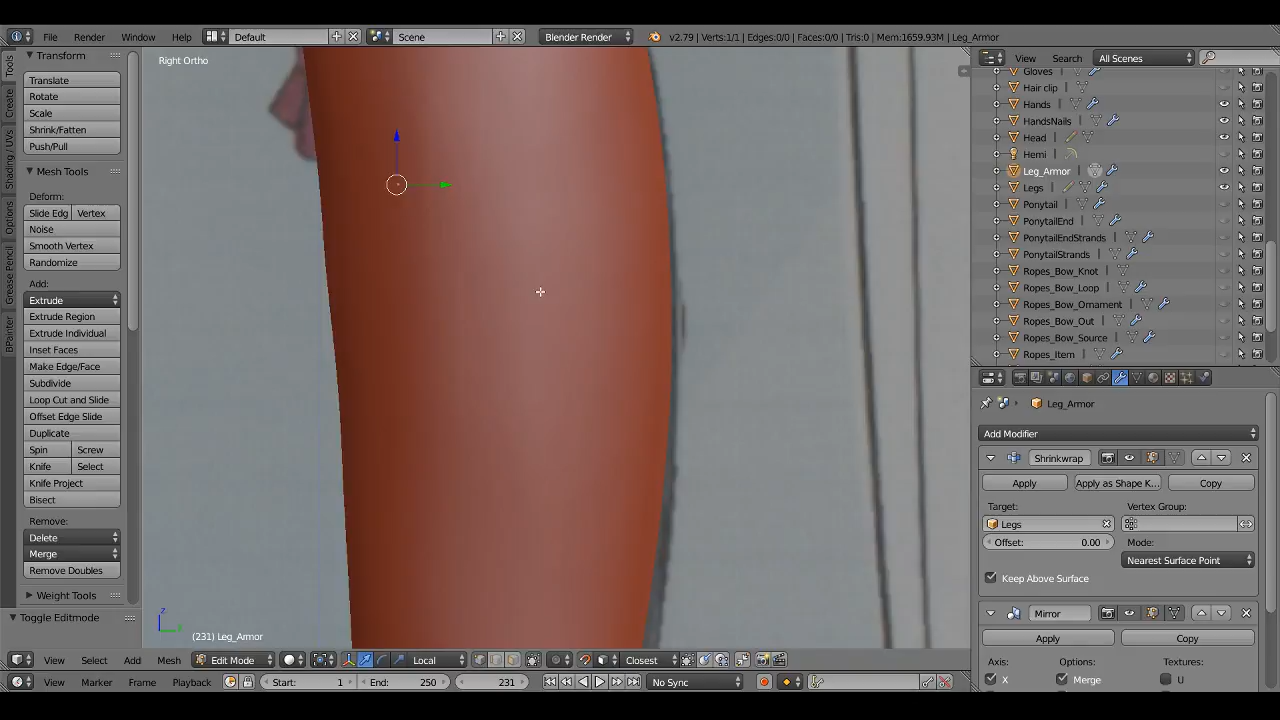 File Render Window Help Default Scene Blender Render v2.79 | Verts:1/1 | Edges:0/0 | Faces:0/0 | Tris:0 | Mem:1659.93M | Leg_Armor
Transform
Translate
Rotate
Scale
Shrink/Fatten
Push/Pull
Mesh Tools
Deform:
Slide Edg Vertex
Noise
Smooth Vertex
Randomize
Add:
Extrude
Extrude Region
Extrude Individual
Inset Faces
Make Edge/Face
Subdivide
Loop Cut and Slide
Offset Edge Slide
Duplicate
Spin Screw
Knife Select
Knife Project
Bisect
Remove:
Delete
Merge
Remove Doubles
Weight Tools
Toggle Editmode
Tools
Create
Shading / UVs
Options
Grease Pencil
BPainter
Right Ortho
z
(231) Leg_Armor
View Select Add Mesh Edit Mode Local Closest
View Marker Frame Playback Start: 1 End: 250 231 No Sync
View Search All Scenes
Gloves
Hair clip
Hands
HandsNails
Head
Hemi
Leg_Armor
Legs
Ponytail
PonytailEnd
PonytailEndStrands
PonytailStrands
Ropes_Bow_Knot
Ropes_Bow_Loop
Ropes_Bow_Ornament
Ropes_Bow_Out
Ropes_Bow_Source
Ropes_Item
Leg_Armor
Add Modifier
Shrinkwrap
Apply Apply as Shape K... Copy
Target: Vertex Group:
Legs
Offset: 0.00 Mode:
Nearest Surface Point
Keep Above Surface
Mirror
Apply Copy
Axis: Options: Textures:
X Merge U